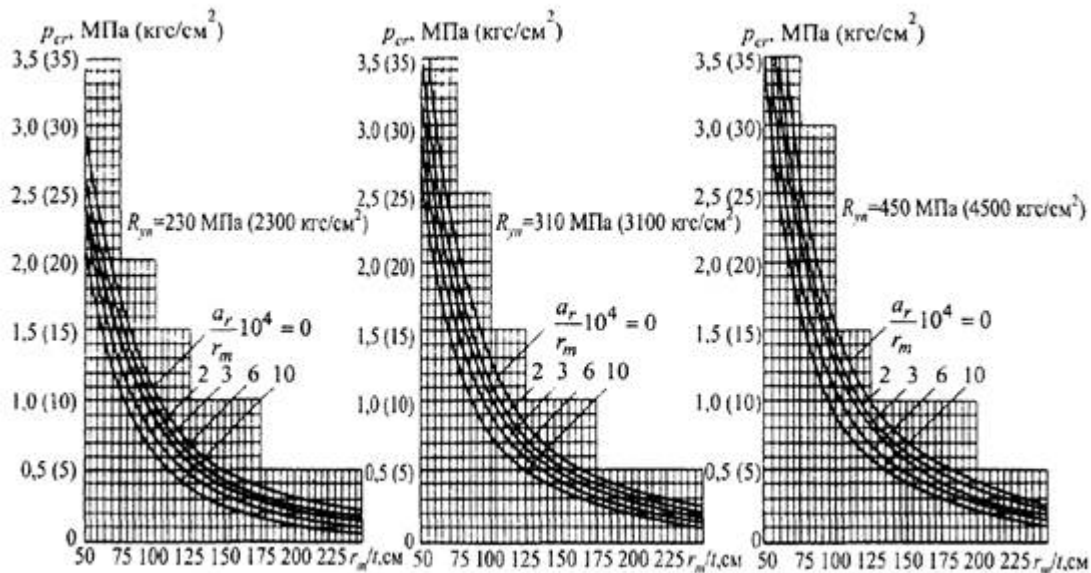 p_cr, МПа (кгс/см²)
3,5 (35)
3,0 (30)
2,5 (25)
R_yn=230 МПа (2300 кгс/см²)
2,0 (20)
1,5 (15)
a_r/r_m 10⁴ = 0
2 3 6 10
1,0 (10)
0,5 (5)
0
50 75 100 125 150 175 200 225 r_m/t,см
p_cr, МПа (кгс/см²)
3,5 (35)
3,0 (30)
2,5 (25)
R_yn=310 МПа (3100 кгс/см²)
2,0 (20)
1,5 (15)
a_r/r_m 10⁴ = 0
2 3 6 10
1,0 (10)
0,5 (5)
0
50 75 100 125 150 175 200 225 r_m/t,см
p_cr, МПа (кгс/см²)
3,5 (35)
3,0 (30)
2,5 (25)
R_yn=450 МПа (4500 кгс/см²)
2,0 (20)
1,5 (15)
a_r/r_m 10⁴ = 0
2 3 6 10
1,0 (10)
0,5 (5)
0
50 75 100 125 150 175 200 225 r_m/t,см